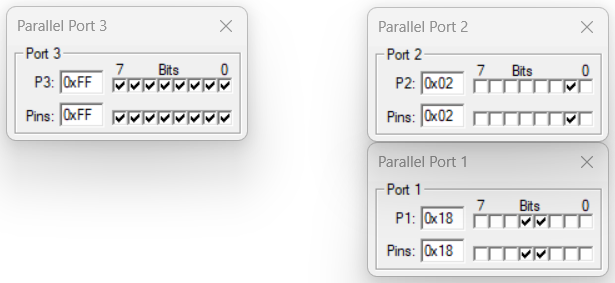 Parallel Port 3
Port 3
7 Bits 0
P3: 0xFF
Pins: 0xFF
Parallel Port 2
Port 2
7 Bits 0
P2: 0x02
Pins: 0x02
Parallel Port 1
Port 1
7 Bits 0
P1: 0x18
Pins: 0x18